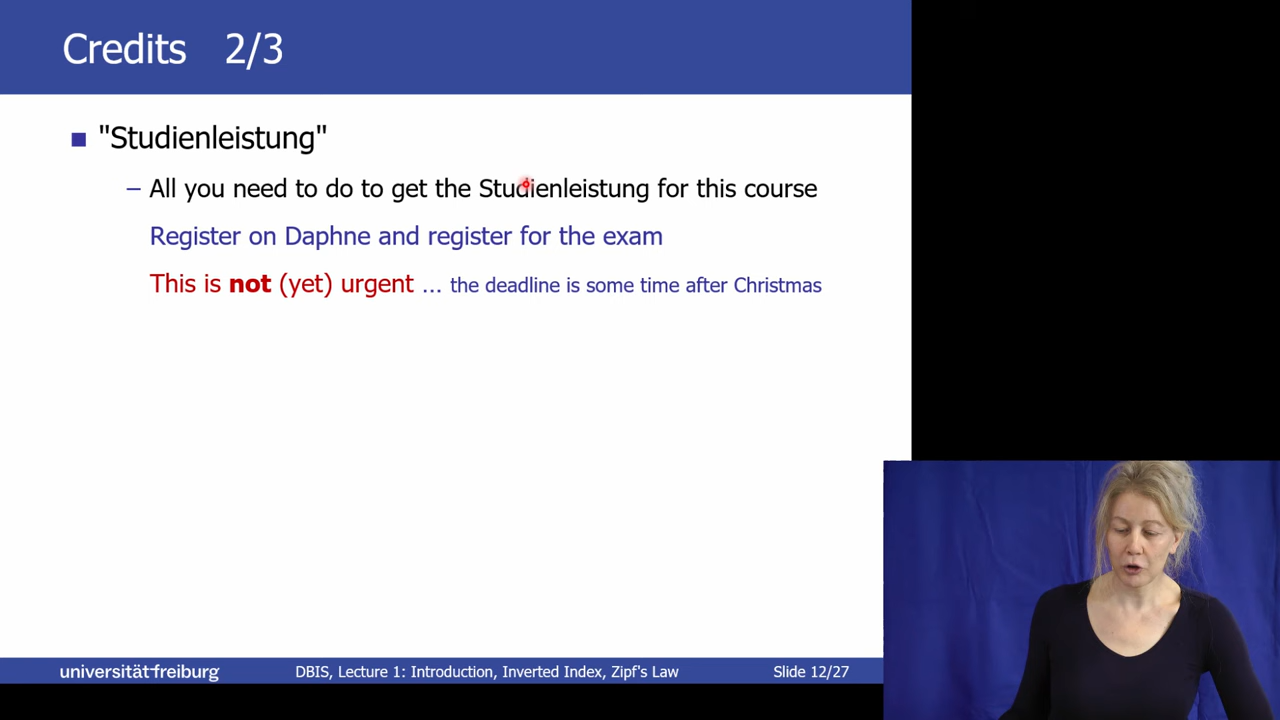 Credits 2/3
"Studienleistung"
– All you need to do to get the Studienleistung for this course
Register on Daphne and register for the exam
This is not (yet) urgent ... the deadline is some time after Christmas
universität freiburg
DBIS, Lecture 1: Introduction, Inverted Index, Zipf's Law
Slide 12/27